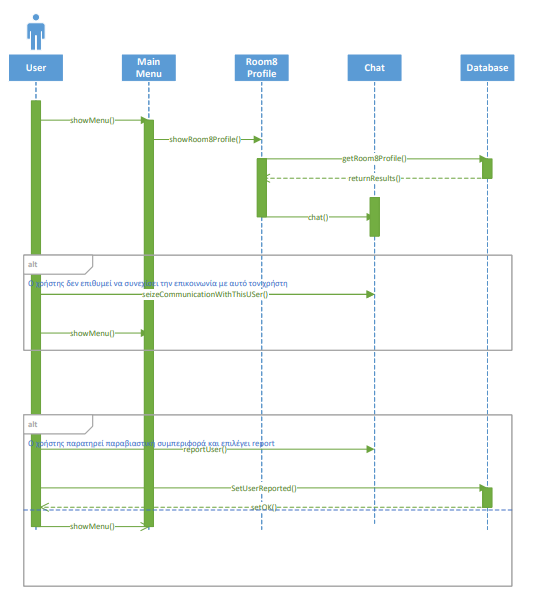 User
Main
Menu
Room8
Profile
Chat
Database
showMenu()
showRoom8Profile()
getRoom8Profile()
returnResults()
chat()
alt
Ο χρήστης δεν επιθυμεί να συνεχίσει την επικοινωνία με αυτό τον χρήστη
seizeCommunicationWithThisUSer()
showMenu()
alt
Ο χρήστης παρατηρεί παραβιαστική συμπεριφορά και επιλέγει report
reportUser()
SetUserReported()
setOK()
showMenu()